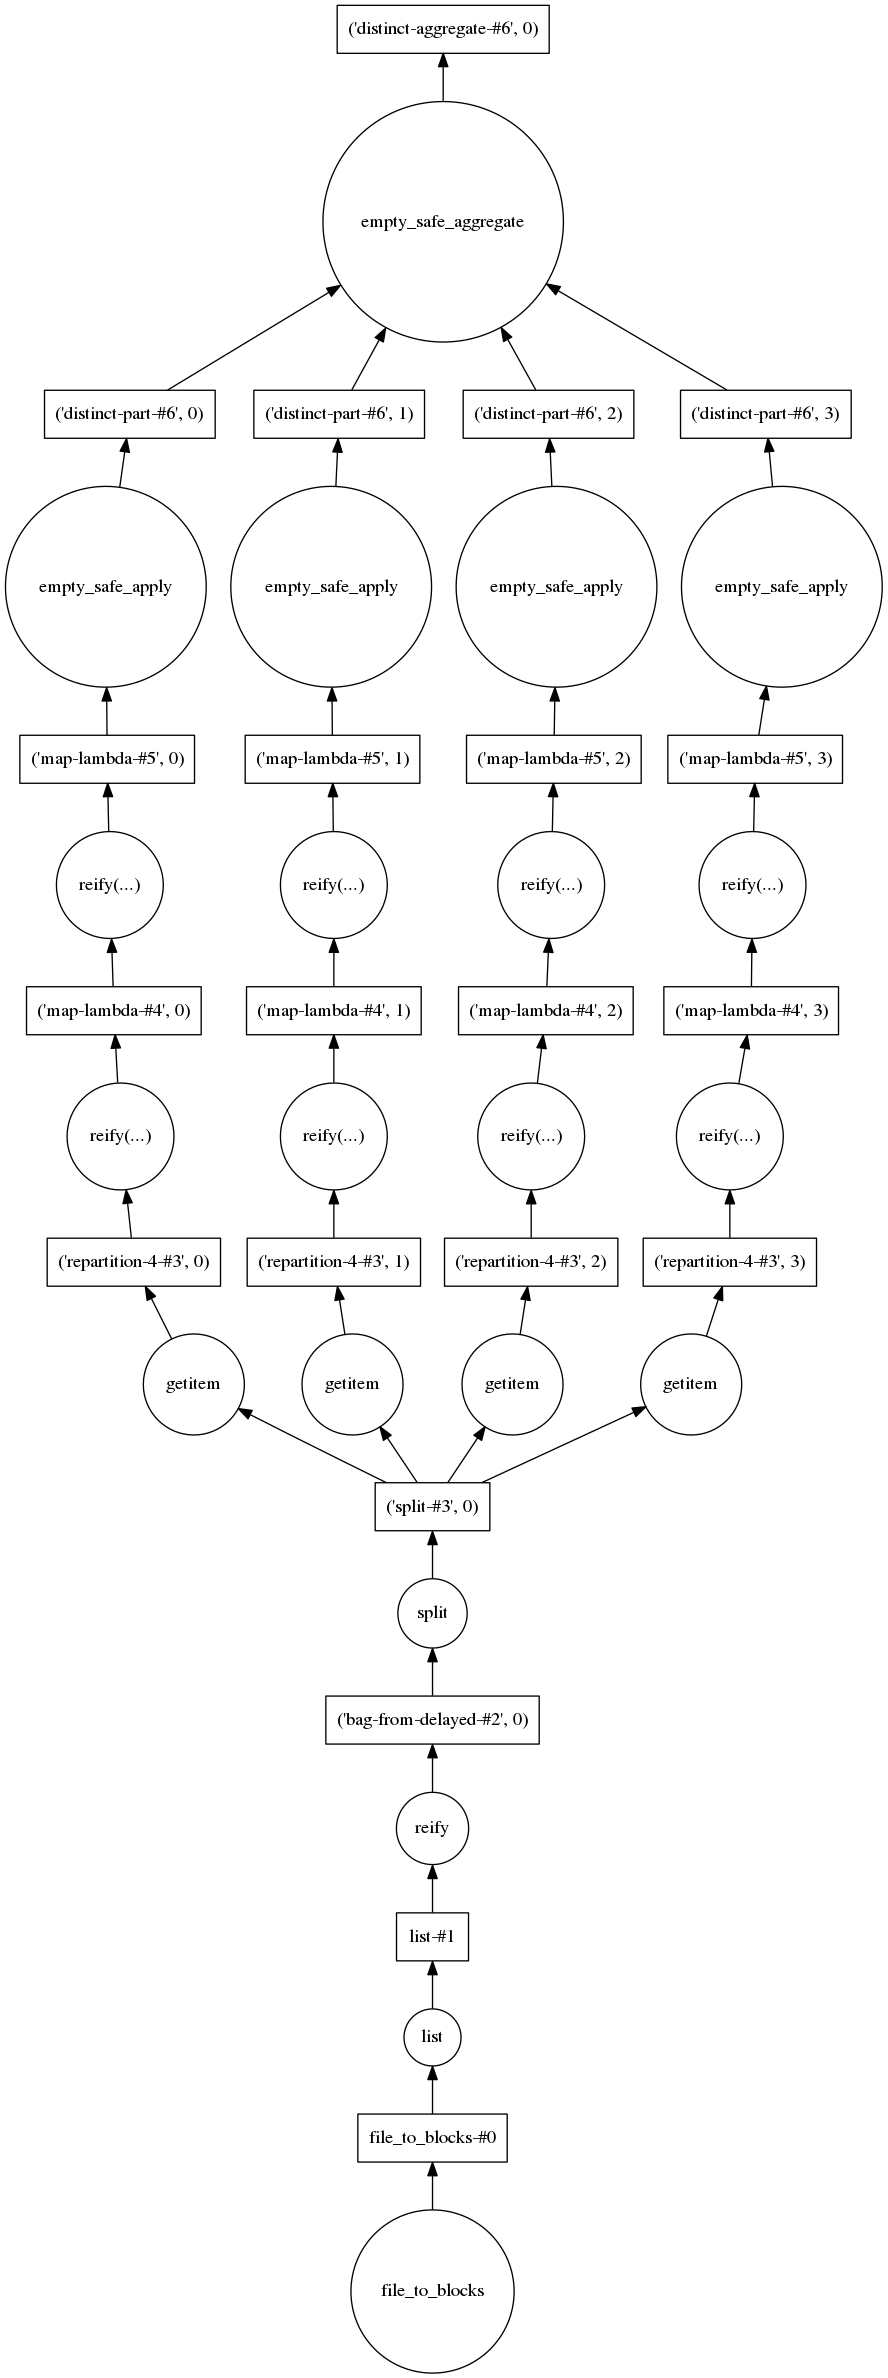 ('distinct-aggregate-#6', 0)
empty_safe_aggregate
('distinct-part-#6', 0)
('distinct-part-#6', 1)
('distinct-part-#6', 2)
('distinct-part-#6', 3)
empty_safe_apply
empty_safe_apply
empty_safe_apply
empty_safe_apply
('map-lambda-#5', 0)
('map-lambda-#5', 1)
('map-lambda-#5', 2)
('map-lambda-#5', 3)
reify(...)
reify(...)
reify(...)
reify(...)
('map-lambda-#4', 0)
('map-lambda-#4', 1)
('map-lambda-#4', 2)
('map-lambda-#4', 3)
reify(...)
reify(...)
reify(...)
reify(...)
('repartition-4-#3', 0)
('repartition-4-#3', 1)
('repartition-4-#3', 2)
('repartition-4-#3', 3)
getitem
getitem
getitem
getitem
('split-#3', 0)
split
('bag-from-delayed-#2', 0)
reify
list-#1
list
file_to_blocks-#0
file_to_blocks